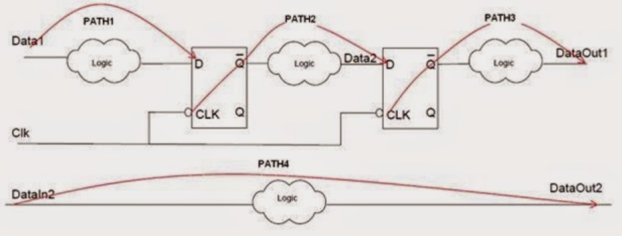 PATH1
PATH2
PATH3
Data1
Logic
D
Q
Logic
Data2
D
Q
Logic
DataOut1
CLK
Q
CLK
Q
Clk
PATH4
DataIn2
Logic
DataOut2